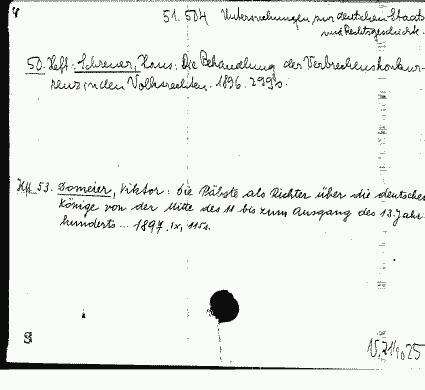 4
51.504 Untersuchungen zur deutschen Staats
und Rechtsgeschichte.
50. Heft: Schreuer, Hans: Die Behandlung der Verbrechenskonkur-
renz in den Volksrechten. 1896. 299 s.
Hft. 53. Domeier, Viktor: Die Päbste als Richter über die deutschen
Könige von der Mitte des 11. bis zum Ausgang des 13. Jahr
hunderts ... 1897. IX, 115 s.